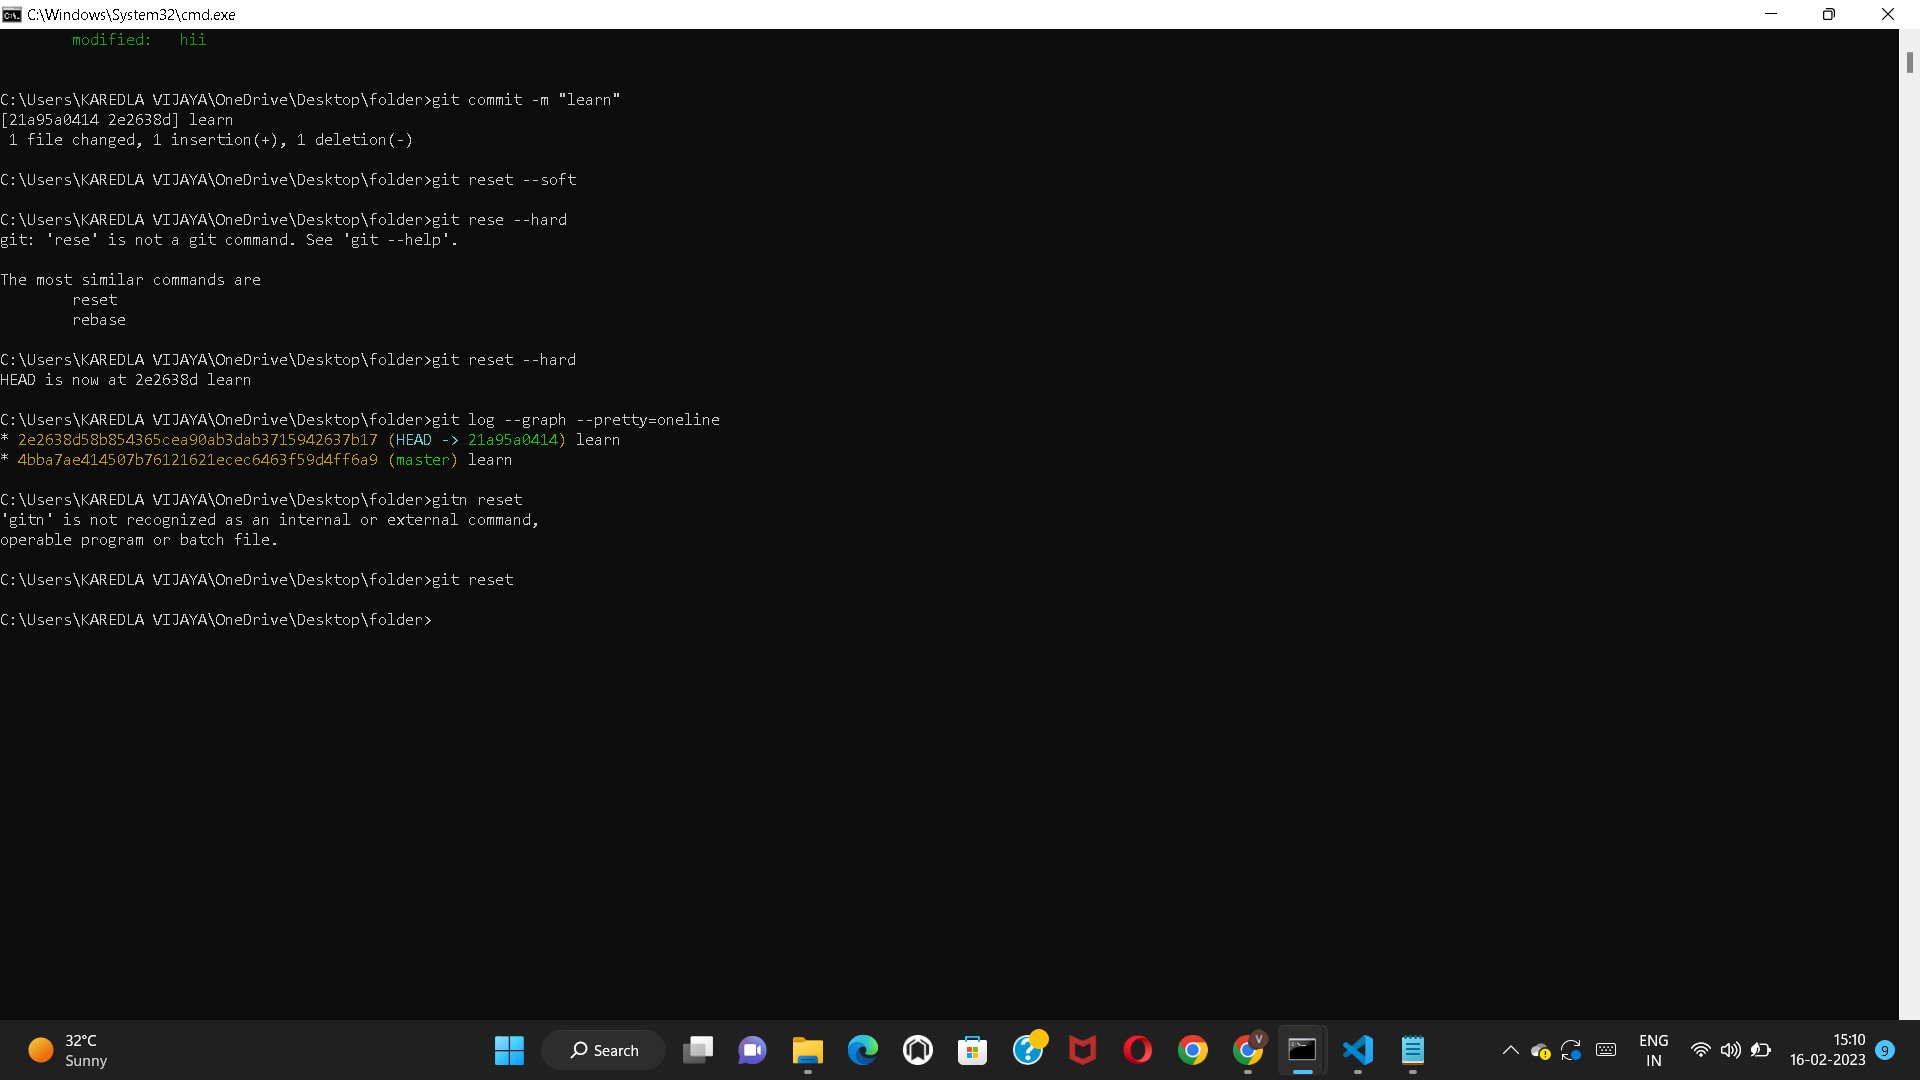 C:\Windows\System32\cmd.exe
modified:   hii
C:\Users\KAREDLA VIJAYA\OneDrive\Desktop\folder>git commit -m "learn"
[21a95a0414 2e2638d] learn
 1 file changed, 1 insertion(+), 1 deletion(-)
C:\Users\KAREDLA VIJAYA\OneDrive\Desktop\folder>git reset --soft
C:\Users\KAREDLA VIJAYA\OneDrive\Desktop\folder>git rese --hard
git: 'rese' is not a git command. See 'git --help'.
The most similar commands are
reset
rebase
C:\Users\KAREDLA VIJAYA\OneDrive\Desktop\folder>git reset --hard
HEAD is now at 2e2638d learn
C:\Users\KAREDLA VIJAYA\OneDrive\Desktop\folder>git log --graph --pretty=oneline
* 2e2638d58b854365cea90ab3dab3715942637b17 (HEAD -> 21a95a0414) learn
* 4bba7ae414507b76121621ecec6463f59d4ff6a9 (master) learn
C:\Users\KAREDLA VIJAYA\OneDrive\Desktop\folder>gitn reset
'gitn' is not recognized as an internal or external command,
operable program or batch file.
C:\Users\KAREDLA VIJAYA\OneDrive\Desktop\folder>git reset
C:\Users\KAREDLA VIJAYA\OneDrive\Desktop\folder>
32°C
Sunny
Search
V
ENG
IN
15:10
16-02-2023
9